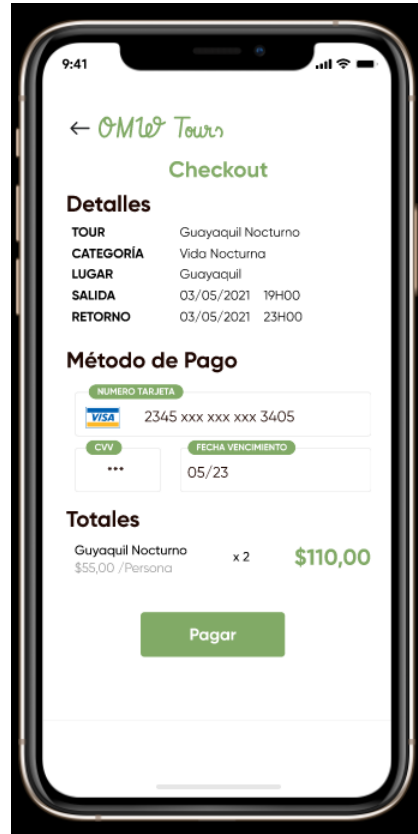 9:41
← OMW Tours
Checkout
Detalles
TOUR Guayaquil Nocturno
CATEGORÍA Vida Nocturna
LUGAR Guayaquil
SALIDA 03/05/2021 19H00
RETORNO 03/05/2021 23H00
Método de Pago
NUMERO TARJETA
VISA 2345 xxx xxx xxx 3405
CVV FECHA VENCIMIENTO
*** 05/23
Totales
Guyaquil Nocturno x 2 $110,00
$55,00 /Persona
Pagar